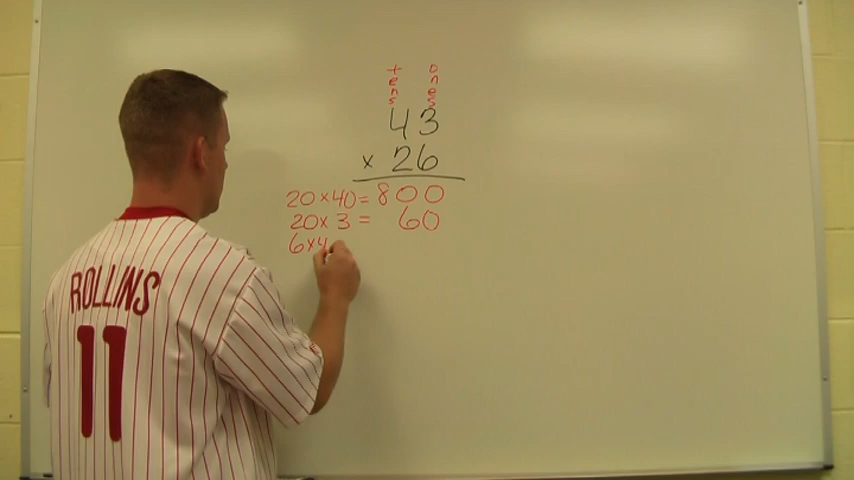 tens ones
43
x 26
20 x 40 = 800
20 x 3 = 60
6 x 4
ROLLINS
11